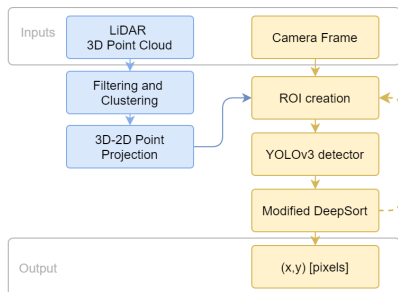 Inputs
LiDAR
3D Point Cloud
Camera Frame
Filtering and
Clustering
ROI creation
3D-2D Point
Projection
YOLOv3 detector
Modified DeepSort
Output
(x,y) [pixels]